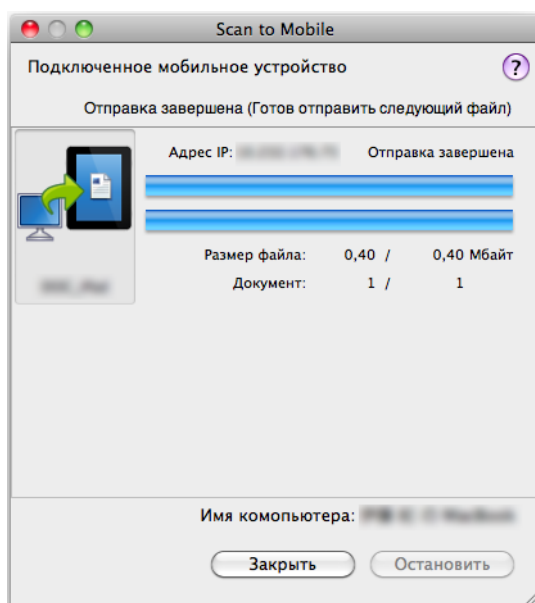 Scan to Mobile
Подключенное мобильное устройство ?
Отправка завершена (Готов отправить следующий файл)
Адрес IP: Отправка завершена
Размер файла: 0,40 / 0,40 Мбайт
Документ: 1 / 1
Имя компьютера:
Закрыть Остановить